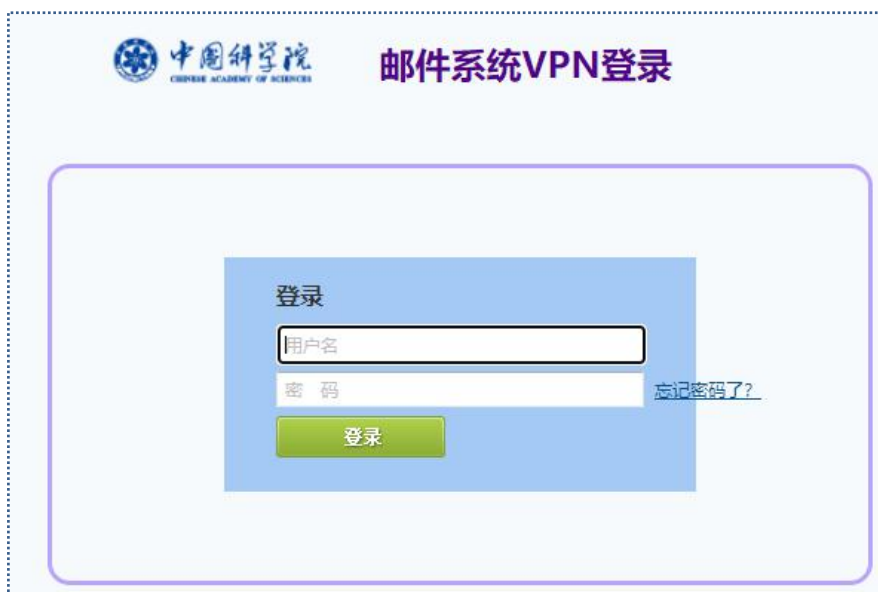 中国科学院
CHINESE ACADEMY OF SCIENCES
邮件系统VPN登录
登录
用户名
密 码
忘记密码了?
登录